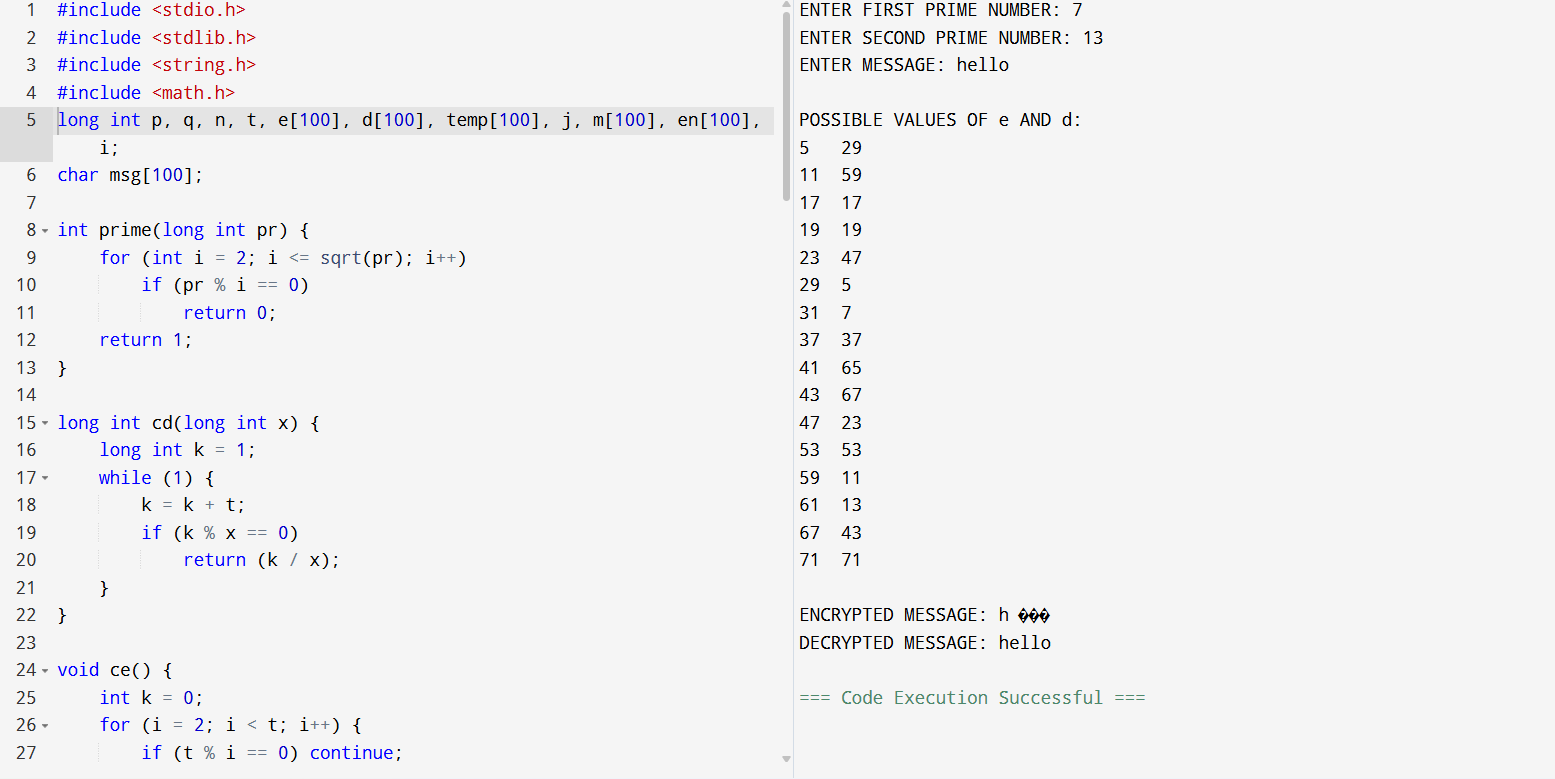 1 #include <stdio.h>
2 #include <stdlib.h>
3 #include <string.h>
4 #include <math.h>
5 long int p, q, n, t, e[100], d[100], temp[100], j, m[100], en[100],
i;
6 char msg[100];
7
8 int prime(long int pr) {
9 for (int i = 2; i <= sqrt(pr); i++)
10 if (pr % i == 0)
11 return 0;
12 return 1;
13 }
14
15 long int cd(long int x) {
16 long int k = 1;
17 while (1) {
18 k = k + t;
19 if (k % x == 0)
20 return (k / x);
21 }
22 }
23
24 void ce() {
25 int k = 0;
26 for (i = 2; i < t; i++) {
27 if (t % i == 0) continue;
ENTER FIRST PRIME NUMBER: 7
ENTER SECOND PRIME NUMBER: 13
ENTER MESSAGE: hello
POSSIBLE VALUES OF e AND d:
5 29
11 59
17 17
19 19
23 47
29 5
31 7
37 37
41 65
43 67
47 23
53 53
59 11
61 13
67 43
71 71
ENCRYPTED MESSAGE: h ���
DECRYPTED MESSAGE: hello
=== Code Execution Successful ===